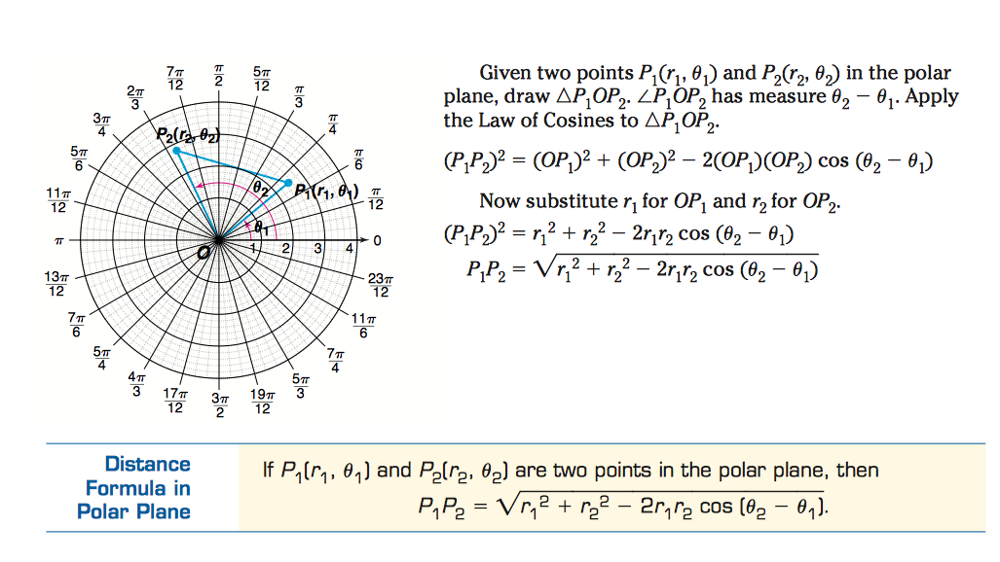 7π/12 π/2 5π/12
2π/3 π/3
3π/4 π/4
P₂(r₂, θ₂)
5π/6 π/6
11π/12 θ₂ P₁(r₁, θ₁) π/12
θ₁
π O 1 2 3 4 0
13π/12 23π/12
7π/6 11π/6
5π/4 7π/4
4π/3 5π/3
17π/12 3π/2 19π/12
Given two points P₁(r₁, θ₁) and P₂(r₂, θ₂) in the polar
plane, draw △P₁OP₂. ∠P₁OP₂ has measure θ₂ − θ₁. Apply
the Law of Cosines to △P₁OP₂.
(P₁P₂)² = (OP₁)² + (OP₂)² − 2(OP₁)(OP₂) cos (θ₂ − θ₁)
Now substitute r₁ for OP₁ and r₂ for OP₂.
(P₁P₂)² = r₁² + r₂² − 2r₁r₂ cos (θ₂ − θ₁)
P₁P₂ = √(r₁² + r₂² − 2r₁r₂ cos (θ₂ − θ₁))
Distance
Formula in
Polar Plane
If P₁(r₁, θ₁) and P₂(r₂, θ₂) are two points in the polar plane, then
P₁P₂ = √(r₁² + r₂² − 2r₁r₂ cos (θ₂ − θ₁)).